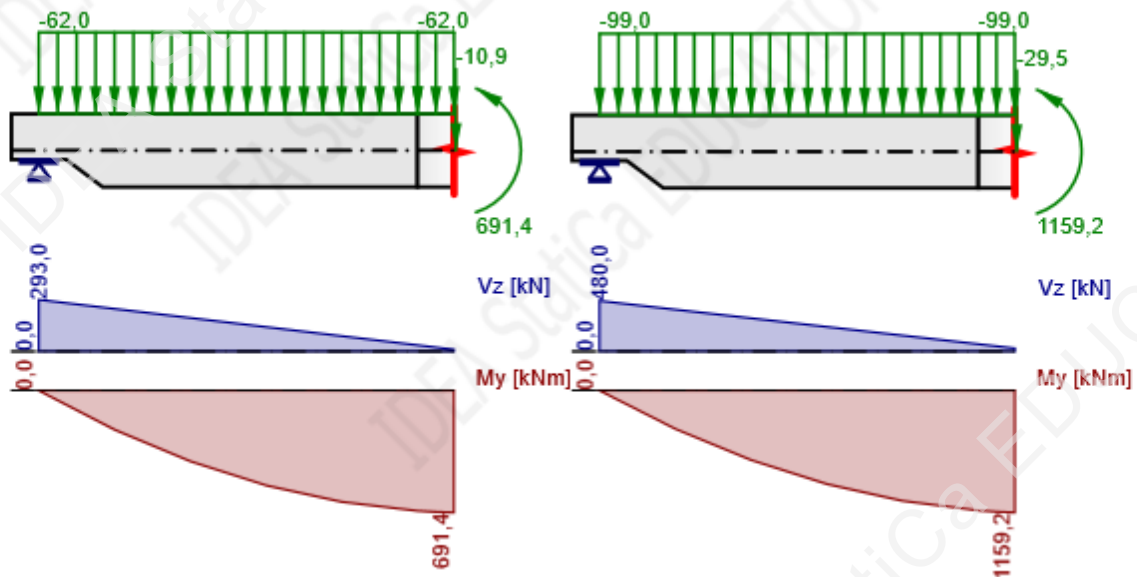 -62,0 -62,0
-10,9
691,4
293,0
0,0
Vz [kN]
0,0
My [kNm]
691,4
-99,0 -99,0
-29,5
1159,2
480,0
0,0
Vz [kN]
0,0
My [kNm]
1159,2
IDEA StatiCa EDUCATION